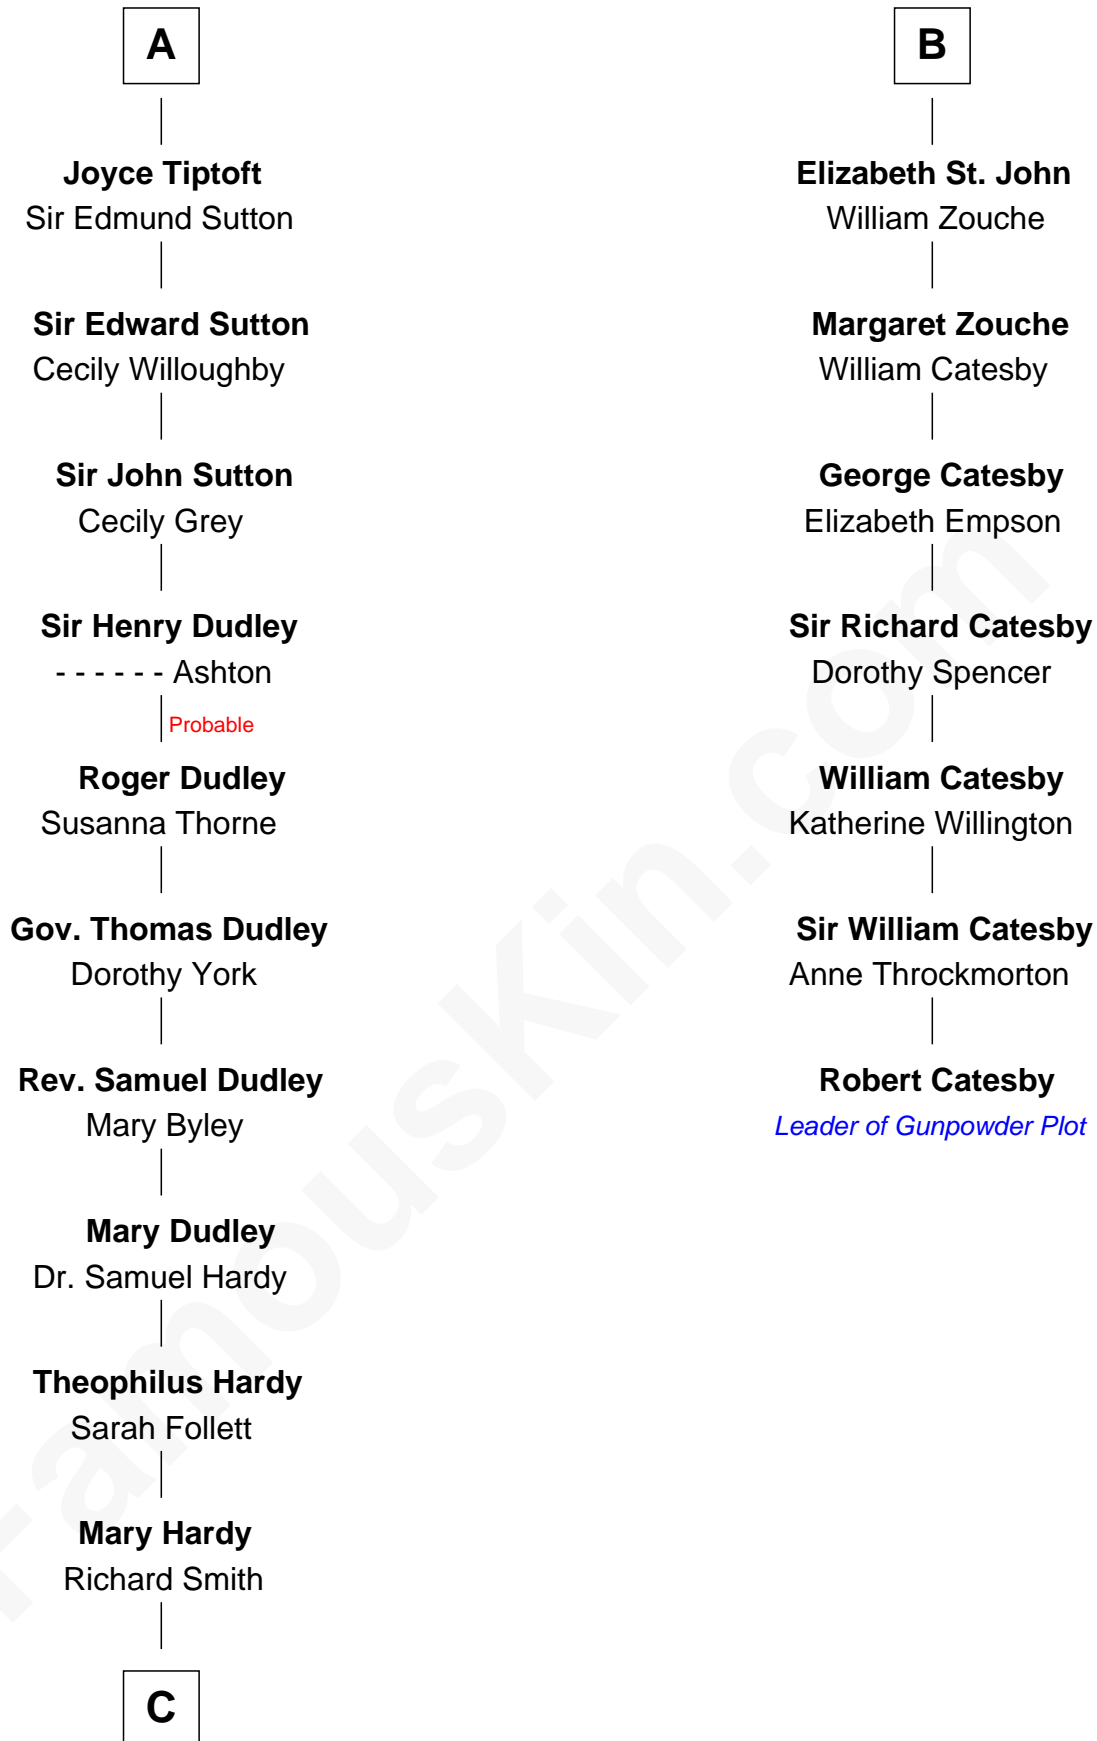 A
Joyce Tiptoft
Sir Edmund Sutton
Sir Edward Sutton
Cecily Willoughby
Sir John Sutton
Cecily Grey
Sir Henry Dudley
- - - - - - Ashton
Probable
Roger Dudley
Susanna Thorne
Gov. Thomas Dudley
Dorothy York
Rev. Samuel Dudley
Mary Byley
Mary Dudley
Dr. Samuel Hardy
Theophilus Hardy
Sarah Follett
Mary Hardy
Richard Smith
C
B
Elizabeth St. John
William Zouche
Margaret Zouche
William Catesby
George Catesby
Elizabeth Empson
Sir Richard Catesby
Dorothy Spencer
William Catesby
Katherine Willington
Sir William Catesby
Anne Throckmorton
Robert Catesby
Leader of Gunpowder Plot
FamousKin.com